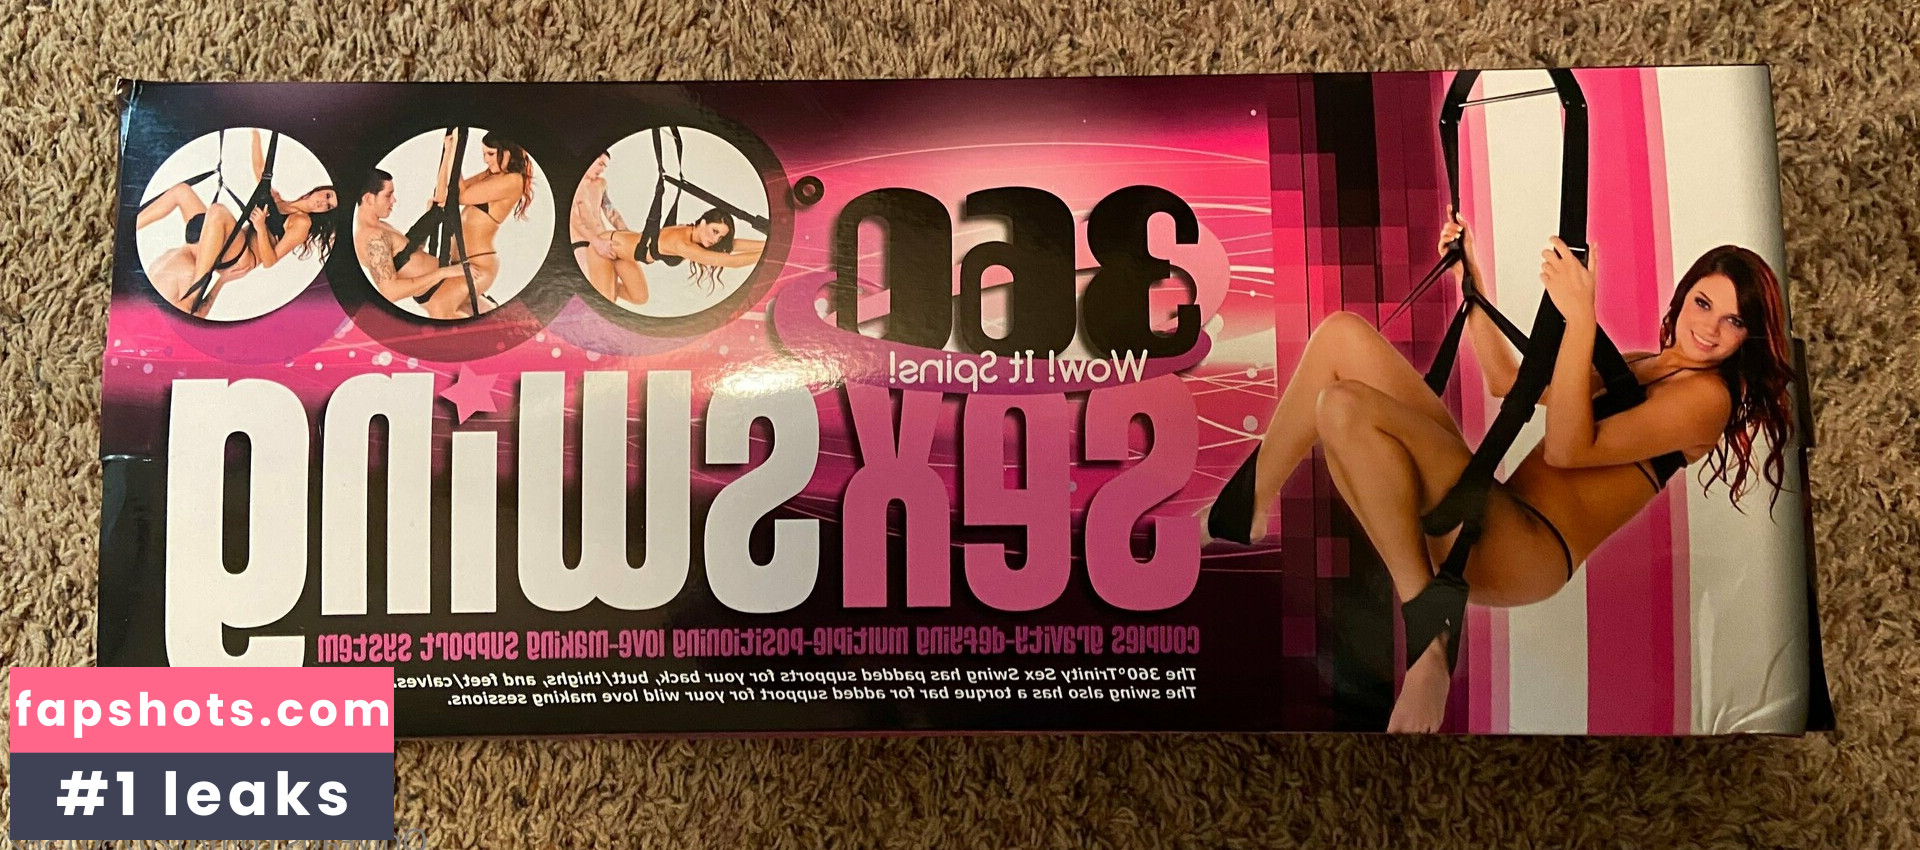 360°
Wow! It Spins!
sex swing
couples gravity-defying multiple-positioning love-making support system
The 360°Trinity Sex Swing has padded supports for your back, butt/thighs, and feet/calves.
The swing also has a torque bar for added support for your wild love making sessions.
fapshots.com
#1 leaks